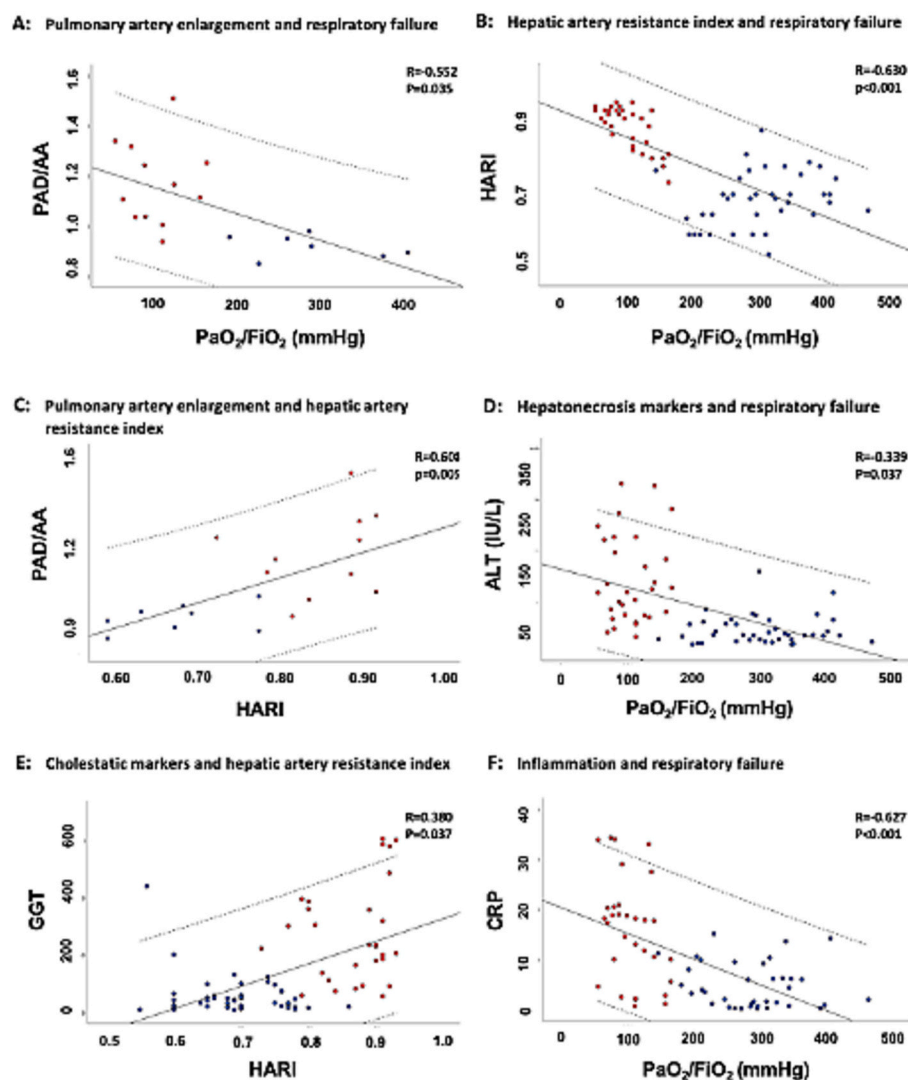 A: Pulmonary artery enlargement and respiratory failure
R=-0.552
P=0.035
1.6
1.4
1.2
1.0
0.8
PAD/AA
100 200 300 400
PaO₂/FiO₂ (mmHg)
B: Hepatic artery resistance index and respiratory failure
R=-0.630
p<0.001
0.9
0.7
0.5
HARI
0 100 200 300 400 500
PaO₂/FiO₂ (mmHg)
C: Pulmonary artery enlargement and hepatic artery
resistance index
R=0.604
p=0.005
1.6
1.2
0.9
PAD/AA
0.60 0.70 0.80 0.90 1.00
HARI
D: Hepatonecrosis markers and respiratory failure
R=-0.339
P=0.037
350
250
150
50
ALT (IU/L)
0 100 200 300 400 500
PaO₂/FiO₂ (mmHg)
E: Cholestatic markers and hepatic artery resistance index
R=0.380
P=0.037
600
400
200
0
GGT
0.5 0.6 0.7 0.8 0.9 1.0
HARI
F: Inflammation and respiratory failure
R=-0.627
P<0.001
40
30
20
10
0
CRP
0 100 200 300 400 500
PaO₂/FiO₂ (mmHg)